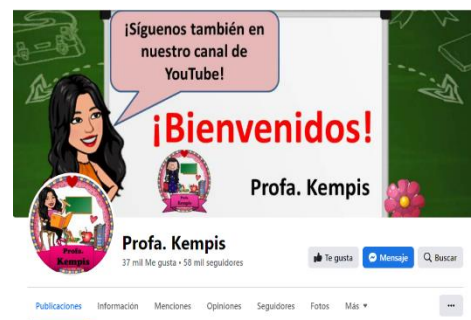 ¡Síguenos también en
nuestro canal de
YouTube!
¡Bienvenidos!
Profa. Kempis
Profa.
Kempis
Profa. Kempis
37 mil Me gusta • 58 mil seguidores
Te gusta
Mensaje
Buscar
Publicaciones
Información
Menciones
Opiniones
Seguidores
Fotos
Más